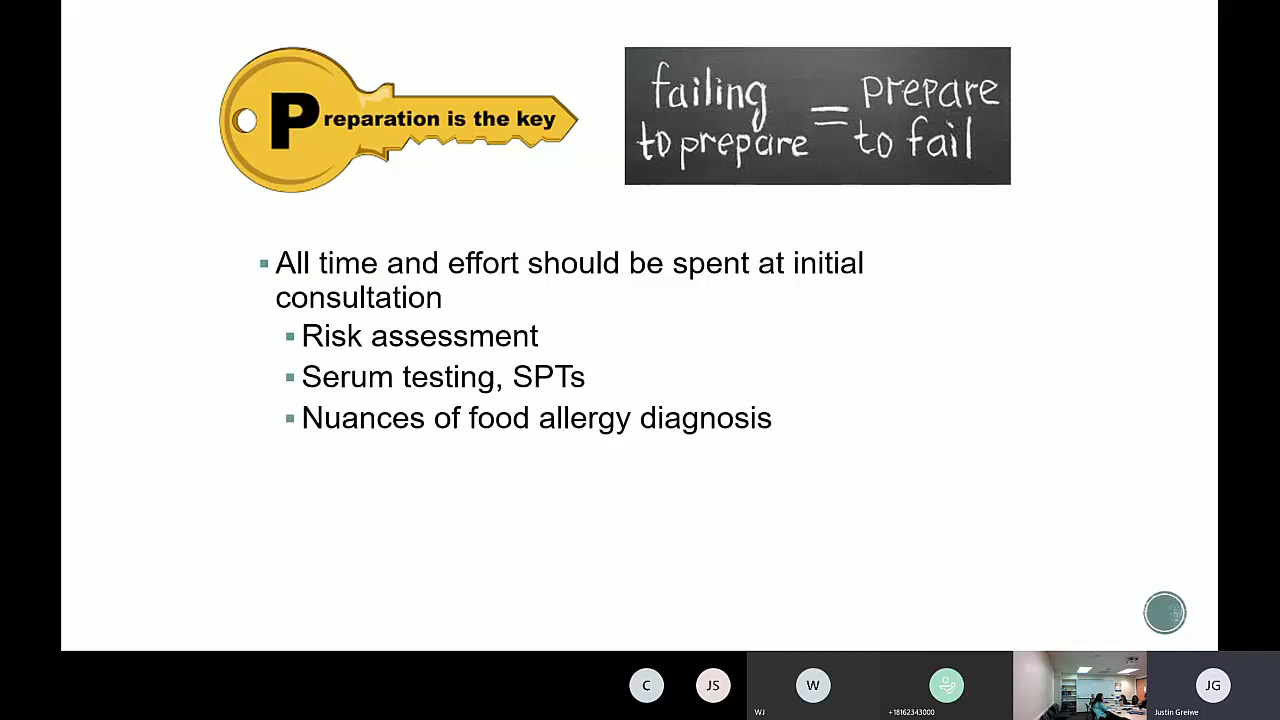 Preparation is the key
failing
to prepare
=
prepare
to fail
All time and effort should be spent at initial
consultation
Risk assessment
Serum testing, SPTs
Nuances of food allergy diagnosis
C
JS
W
WJ
+18162343000
JG
Justin Greiwe